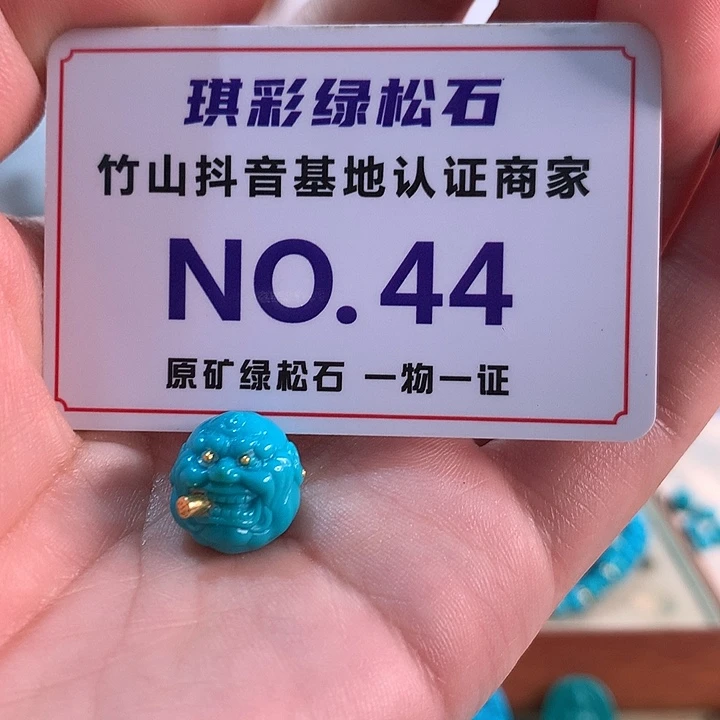 琪彩绿松石
竹山抖音基地认证商家
NO. 44
原矿绿松石 一物一证